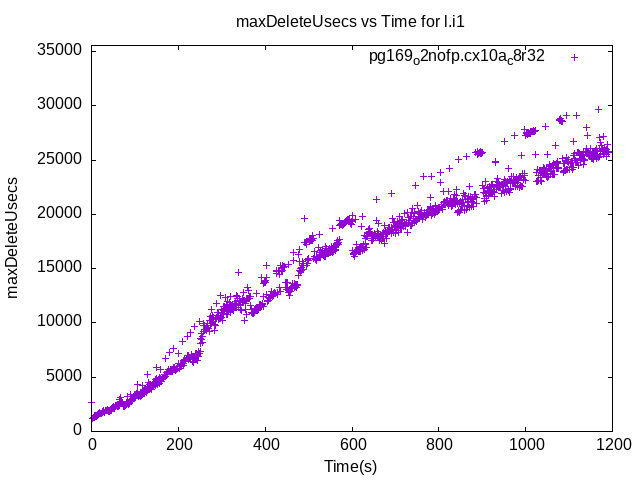 maxDeleteUsecs vs Time for l.i1
pg169o2nofp.cx10ac8r32
35000
30000
25000
20000
15000
10000
5000
0
maxDeleteUsecs
0 200 400 600 800 1000 1200
Time(s)